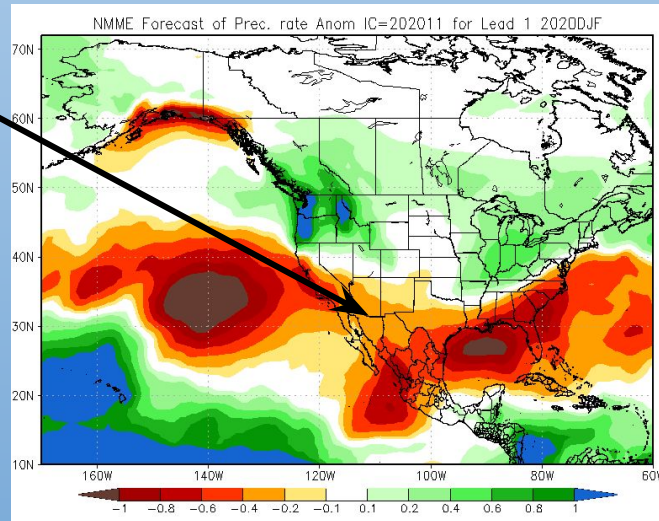 NMME Forecast of Prec. rate Anom IC=202011 for Lead 1 2020DJF
70N
60N
50N
40N
30N
20N
10N
160W 140W 120W 100W 80W 60W
-1 -0.8 -0.6 -0.4 -0.2 -0.1 0.1 0.2 0.4 0.6 0.8 1